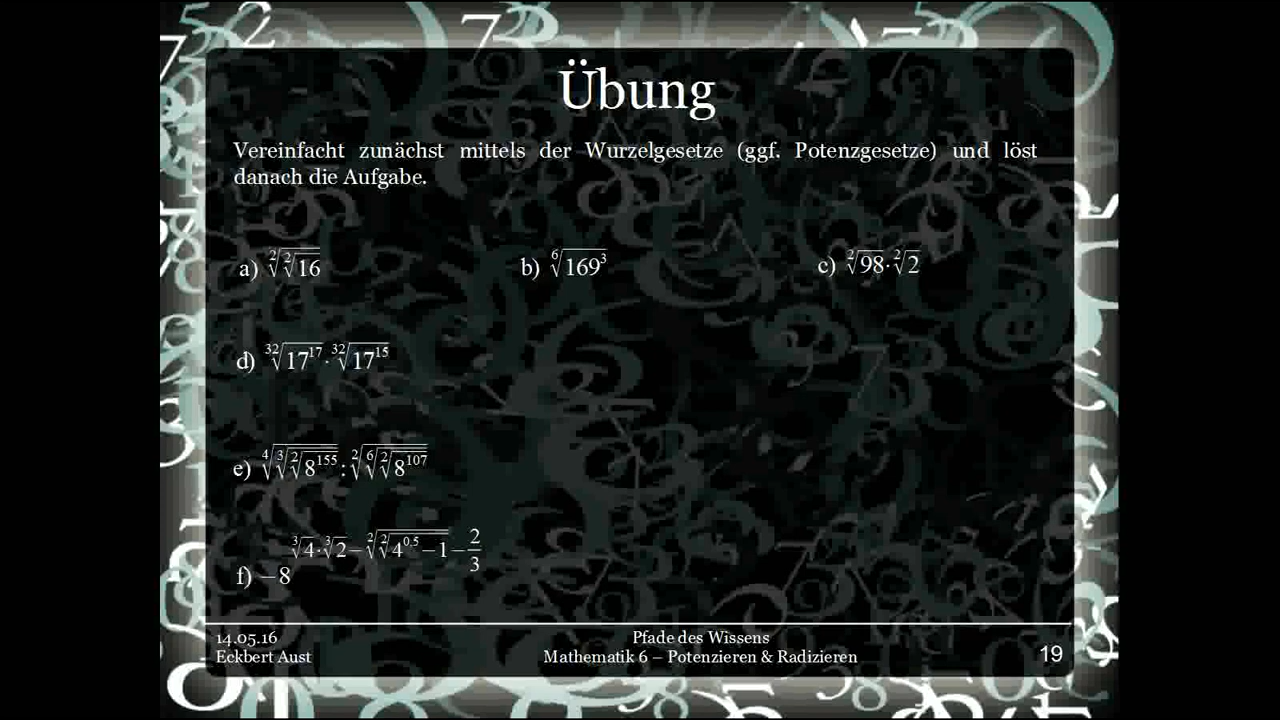 Übung
Vereinfacht zunächst mittels der Wurzelgesetze (ggf. Potenzgesetze) und löst
danach die Aufgabe.
a) ²√(²√16) b) ⁶√(169³) c) ²√98·²√2
d) ³²√(17¹⁷)·³²√(17¹⁵)
e) ⁴√(³√(²√(8¹⁵⁵))):²√(⁶√(²√(8¹⁰⁷)))
f) −8^(³√4·³√2−²√(²√(4^0,5−1))−2/3)
14.05.16 Pfade des Wissens
Eckbert Aust Mathematik 6 – Potenzieren & Radizieren 19